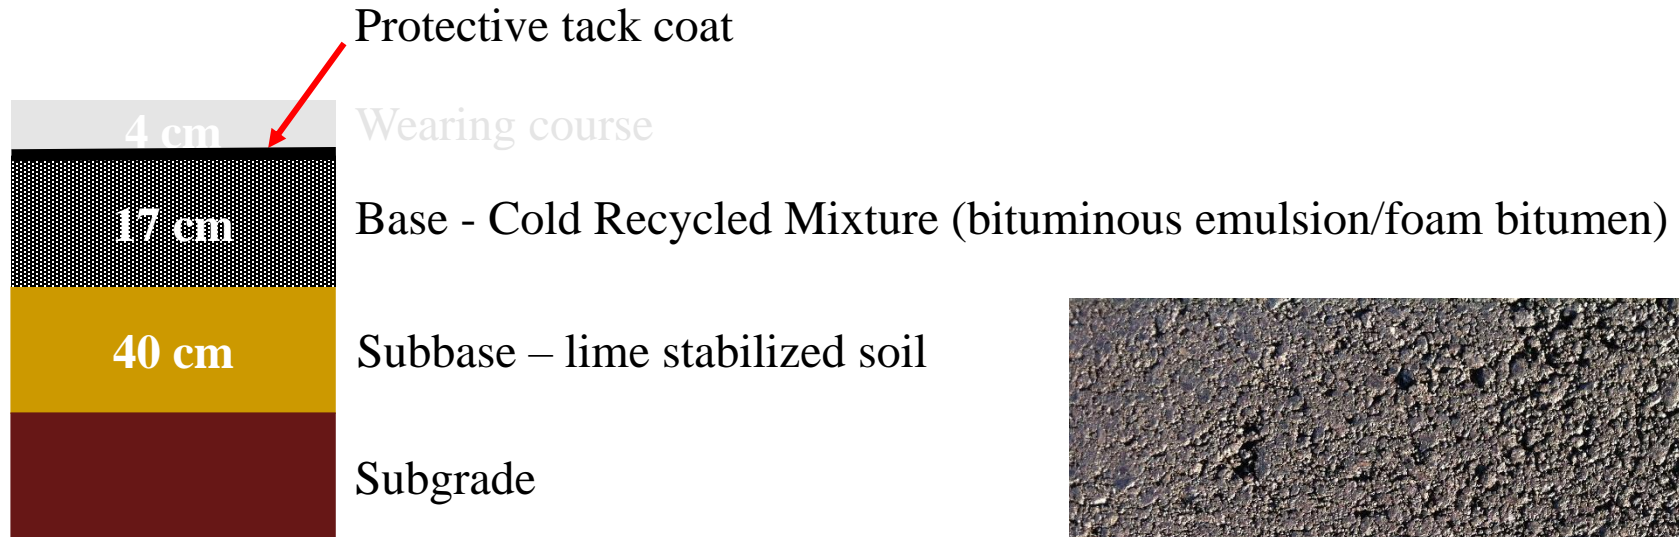 Protective tack coat
4 cm Wearing course
17 cm Base - Cold Recycled Mixture (bituminous emulsion/foam bitumen)
40 cm Subbase – lime stabilized soil
Subgrade